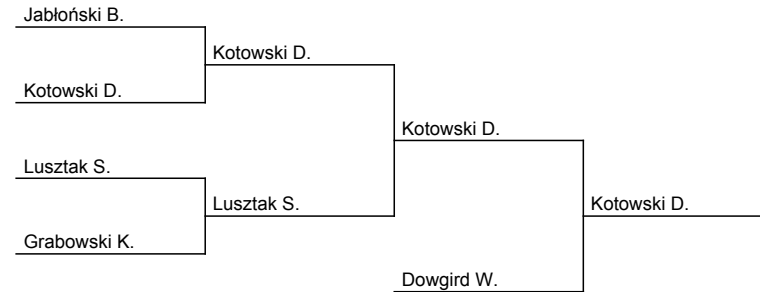 Jabłoński B.
Kotowski D.
Kotowski D.
Kotowski D.
Lusztak S.
Lusztak S.
Kotowski D.
Grabowski K.
Dowgird W.